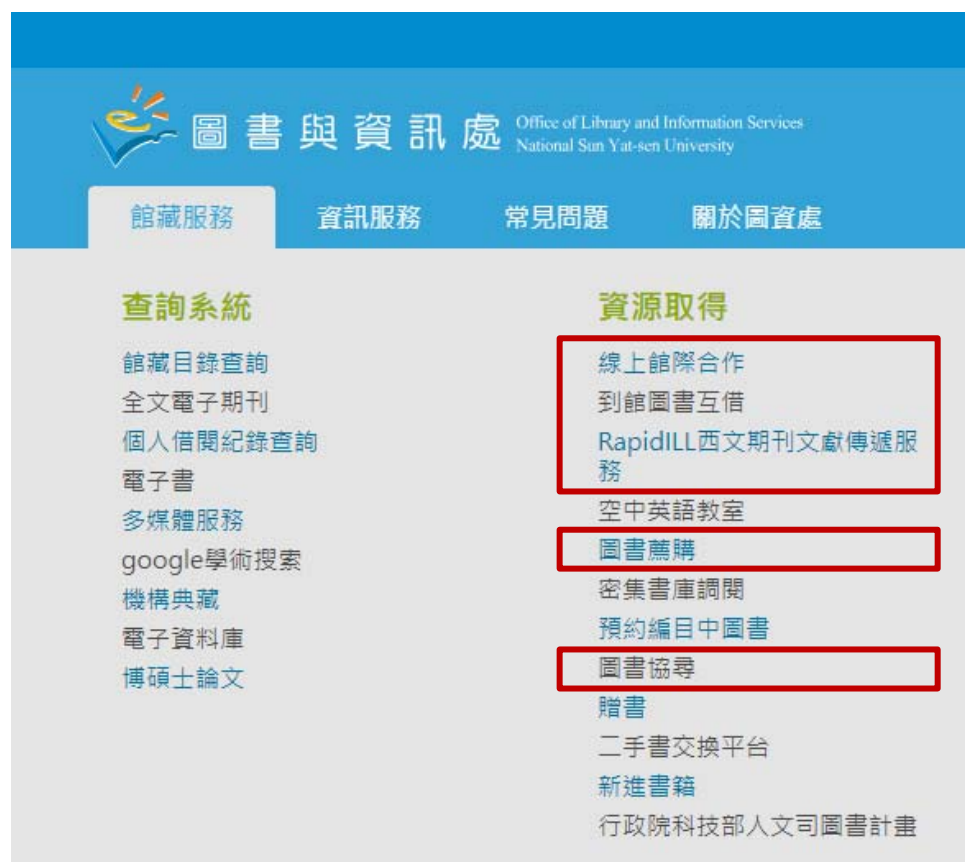 圖書與資訊處
Office of Library and Information Services
National Sun Yat-sen University
館藏服務 資訊服務 常見問題 關於圖資處
查詢系統
館藏目錄查詢
全文電子期刊
個人借閱紀錄查詢
電子書
多媒體服務
google學術搜索
機構典藏
電子資料庫
博碩士論文
資源取得
線上館際合作
到館圖書互借
RapidILL西文期刊文獻傳遞服
務
空中英語教室
圖書薦購
密集書庫調閱
預約編目中圖書
圖書協尋
贈書
二手書交換平台
新進書籍
行政院科技部人文司圖書計畫